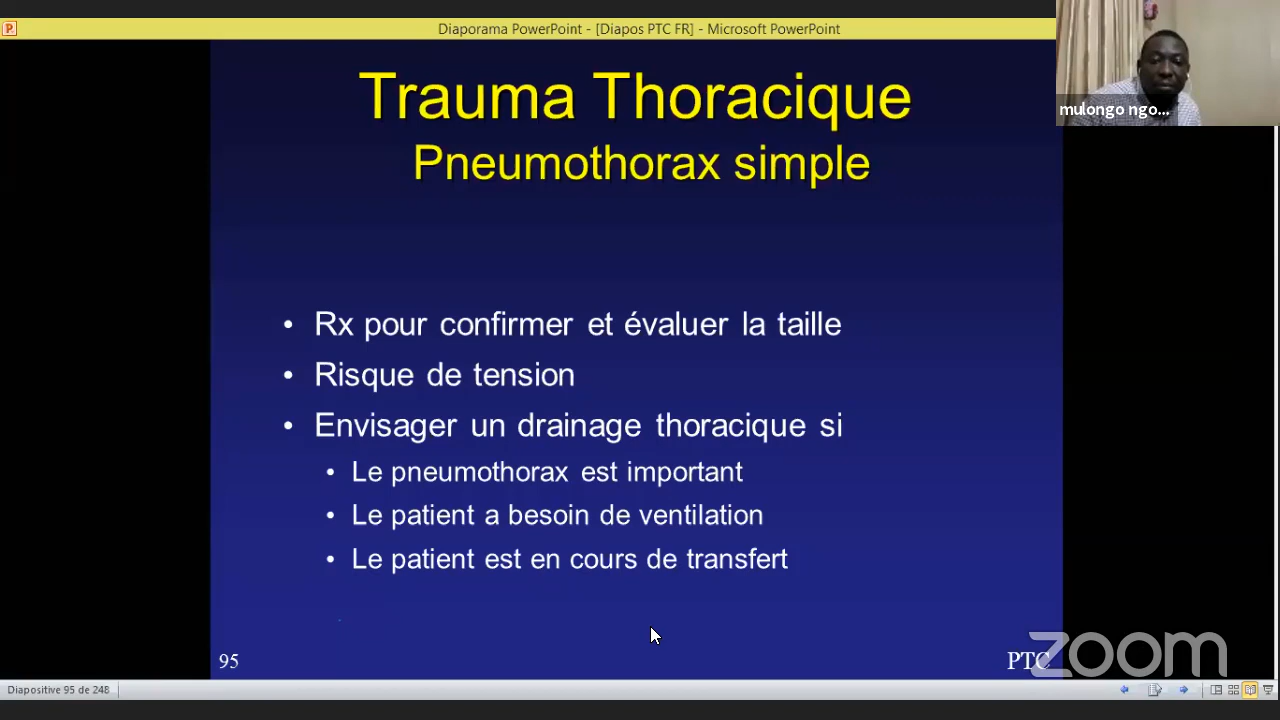 Diaporama PowerPoint - [Diapos PTC FR] - Microsoft PowerPoint
mulongo ngo...
Trauma Thoracique
Pneumothorax simple
• Rx pour confirmer et évaluer la taille
• Risque de tension
• Envisager un drainage thoracique si
• Le pneumothorax est important
• Le patient a besoin de ventilation
• Le patient est en cours de transfert
95
PTC
zoom
Diapositive 95 de 248